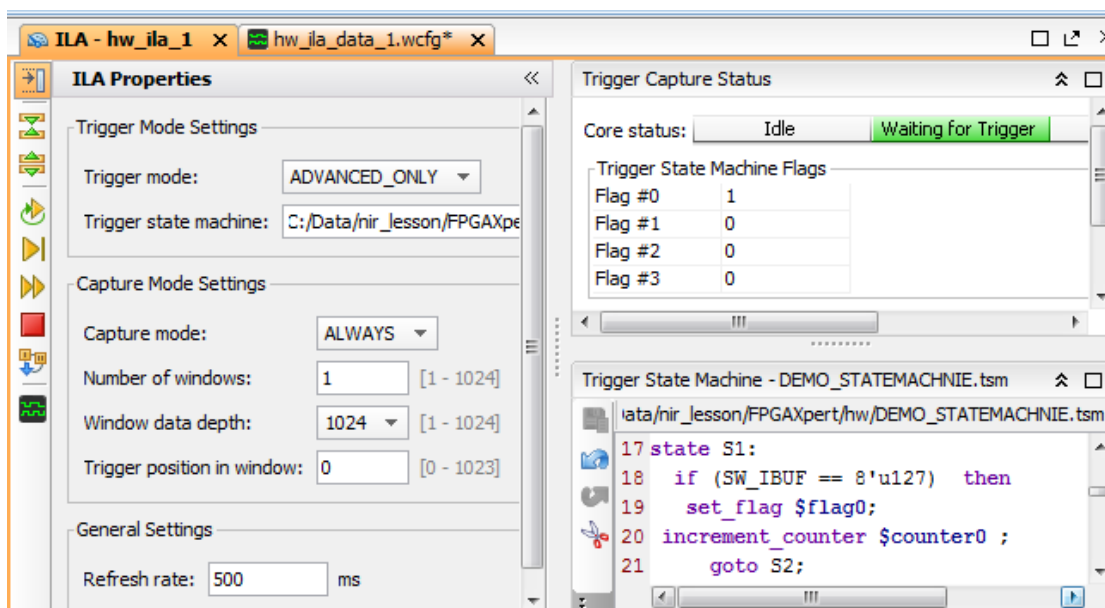 ILA - hw_ila_1
hw_ila_data_1.wcfg*
ILA Properties
Trigger Mode Settings
Trigger mode: ADVANCED_ONLY
Trigger state machine: C:/Data/nir_lesson/FPGAXpe
Capture Mode Settings
Capture mode: ALWAYS
Number of windows: 1 [1 - 1024]
Window data depth: 1024 [1 - 1024]
Trigger position in window: 0 [0 - 1023]
General Settings
Refresh rate: 500 ms
Trigger Capture Status
Core status: Idle Waiting for Trigger
Trigger State Machine Flags
Flag #0 1
Flag #1 0
Flag #2 0
Flag #3 0
Trigger State Machine - DEMO_STATEMACHNIE.tsm
ata/nir_lesson/FPGAXpert/hw/DEMO_STATEMACHNIE.tsm
17 state S1:
18 if (SW_IBUF == 8'u127) then
19 set_flag $flag0;
20 increment_counter $counter0 ;
21 goto S2;